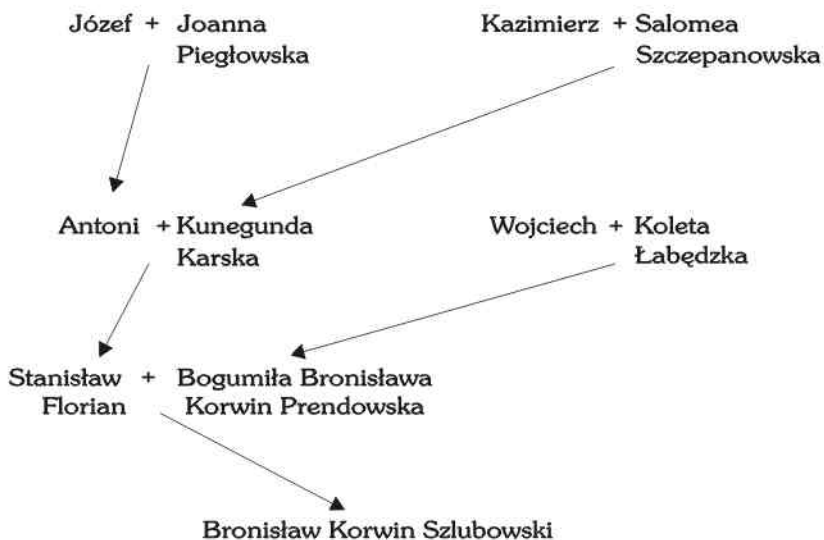 Józef + Joanna
Piegłowska
Kazimierz + Salomea
Szczepanowska
Antoni + Kunegunda
Karska
Wojciech + Koleta
Łabędzka
Stanisław + Bogumiła Bronisława
Florian Korwin Prendowska
Bronisław Korwin Szlubowski